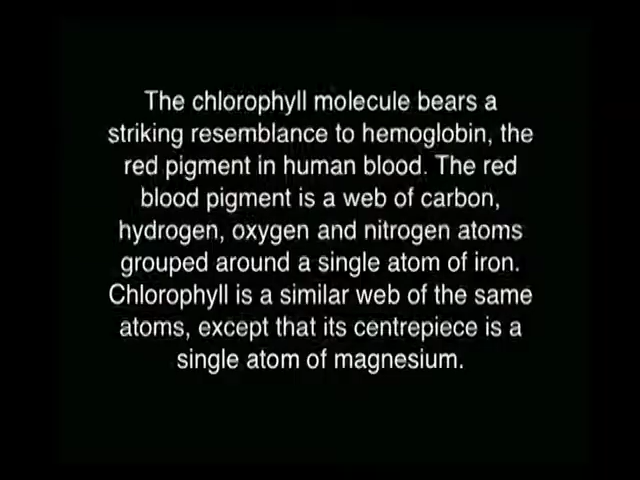 The chlorophyll molecule bears a
striking resemblance to hemoglobin, the
red pigment in human blood. The red
blood pigment is a web of carbon,
hydrogen, oxygen and nitrogen atoms
grouped around a single atom of iron.
Chlorophyll is a similar web of the same
atoms, except that its centrepiece is a
single atom of magnesium.